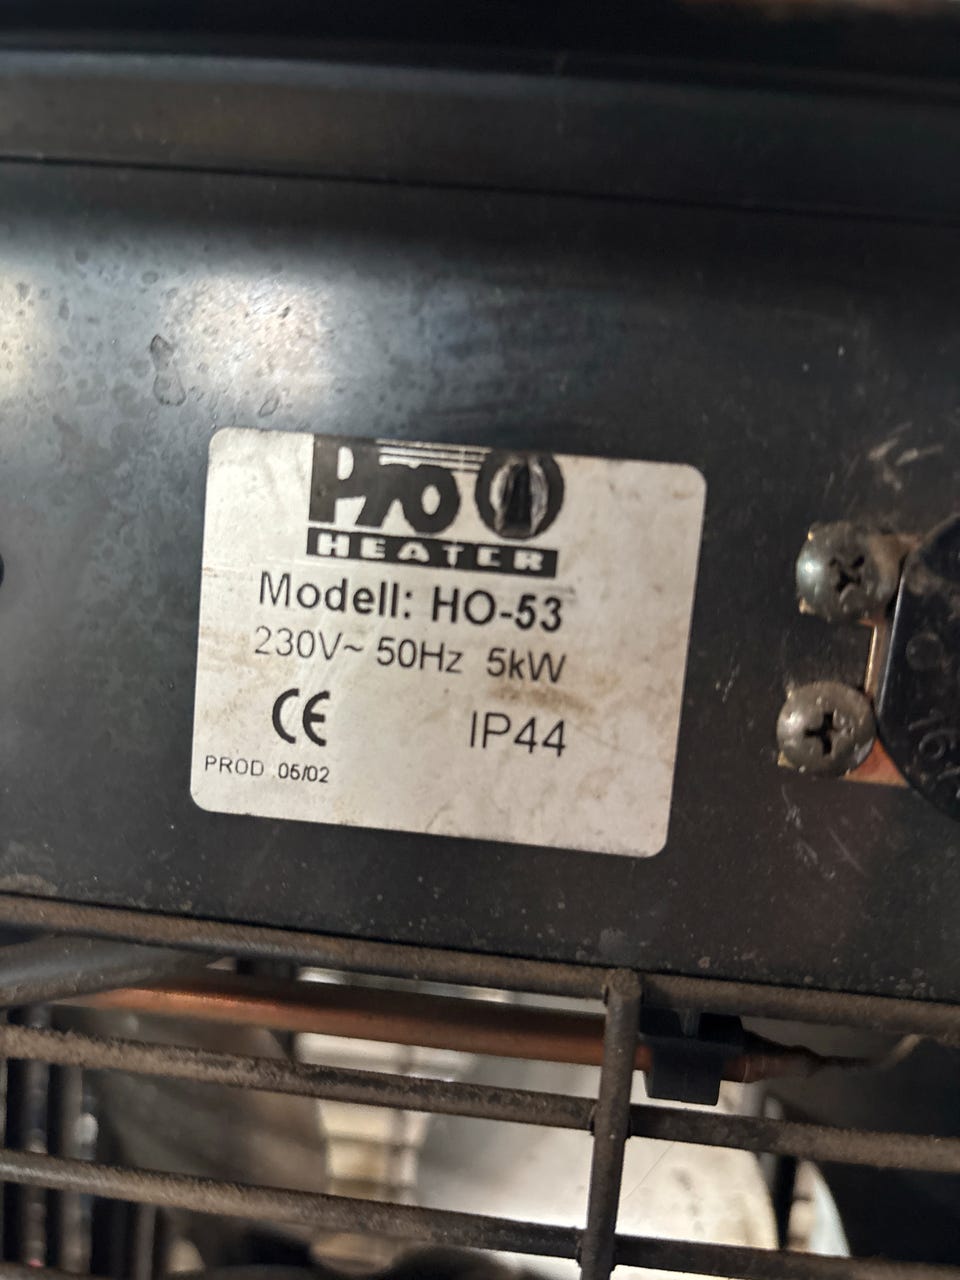 Pro
HEATER
Modell: HO-53
230V~ 50Hz 5kW
CE
IP44
PROD 05/02